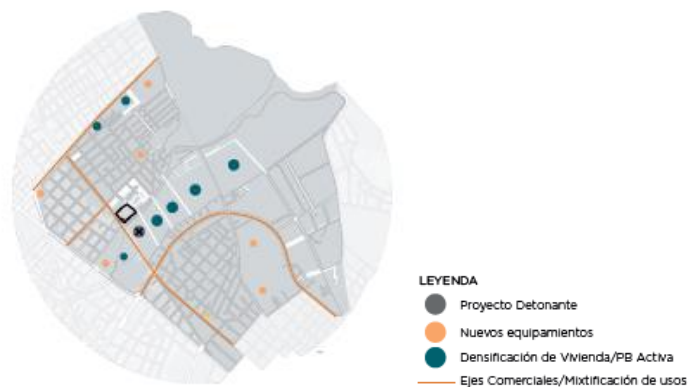 LEYENDA
Proyecto Detonante
Nuevos equipamientos
Densificación de Vivienda/PB Activa
Ejes Comerciales/Mixtificación de usos